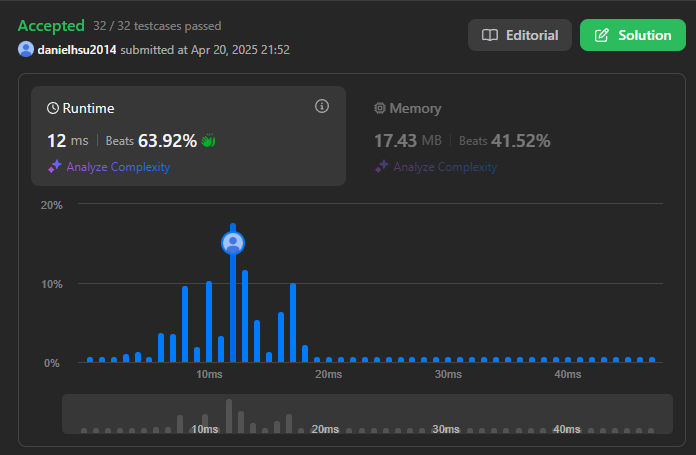 Accepted 32 / 32 testcases passed
danielhsu2014 submitted at Apr 20, 2025 21:52
Editorial
Solution
Runtime
12 ms | Beats 63.92%
Analyze Complexity
Memory
17.43 MB | Beats 41.52%
Analyze Complexity
20%
10%
0%
10ms 20ms 30ms 40ms
10ms 20ms 30ms 40ms